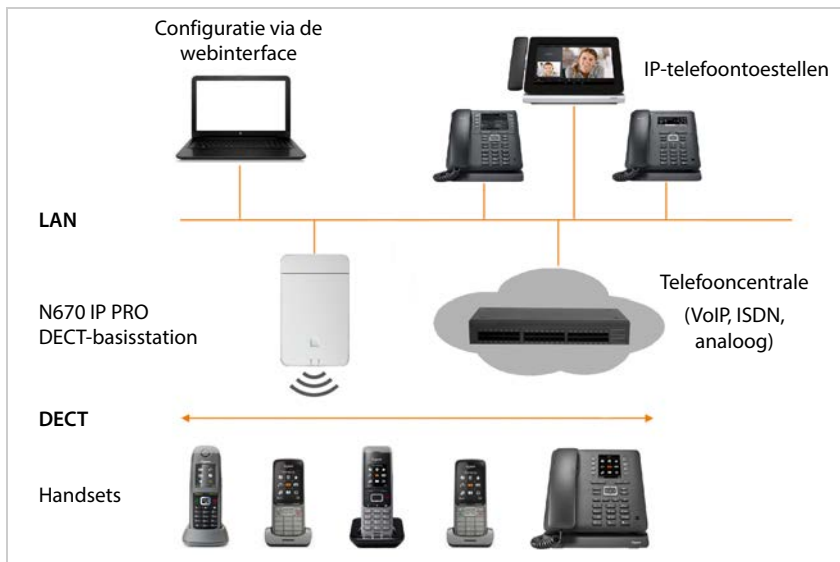 Configuratie via de
webinterface
IP-telefoontoestellen
LAN
N670 IP PRO
DECT-basisstation
Telefooncentrale
(VoIP, ISDN,
analoog)
DECT
Handsets